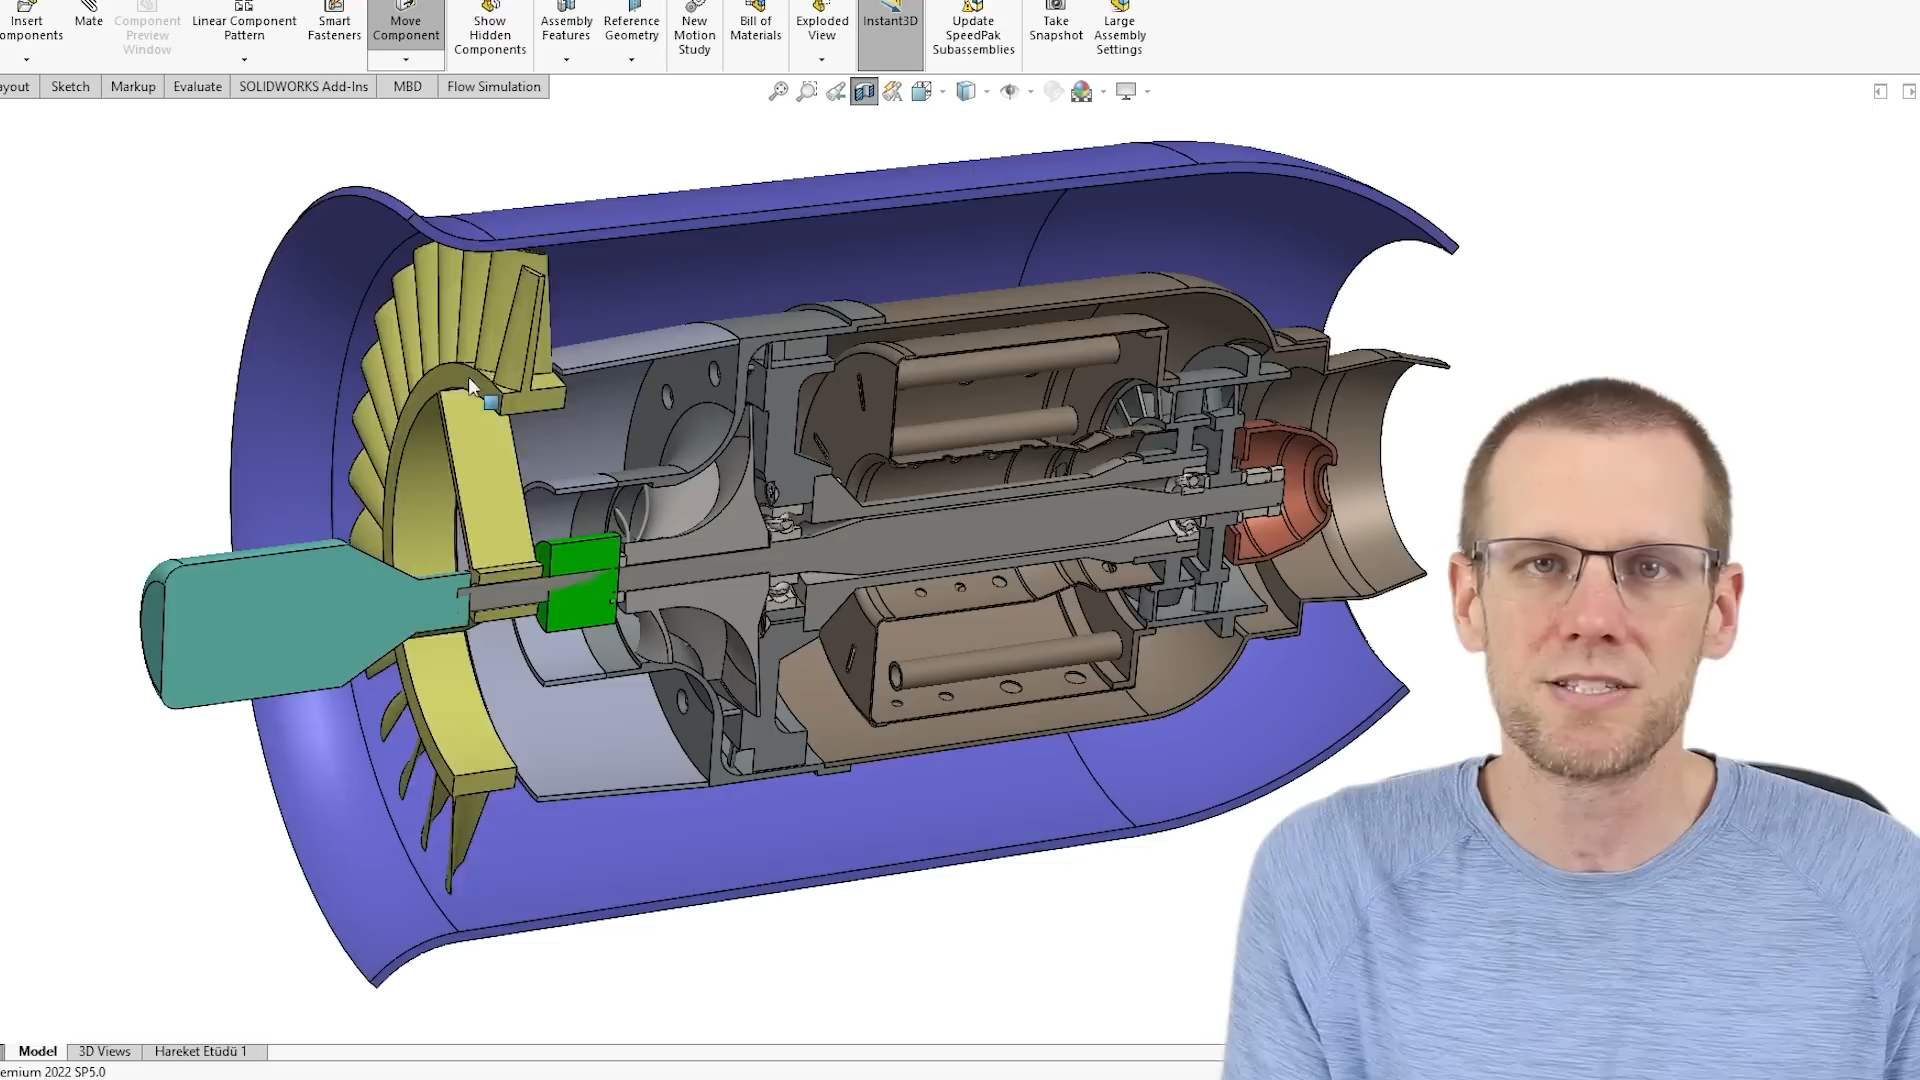 Insert
omponents
Mate
Component
Preview
Window
Linear Component
Pattern
Smart
Fasteners
Move
Component
Show
Hidden
Components
Assembly
Features
Reference
Geometry
New
Motion
Study
Bill of
Materials
Exploded
View
Instant3D
Update
SpeedPak
Subassemblies
Take
Snapshot
Large
Assembly
Settings
ayout
Sketch
Markup
Evaluate
SOLIDWORKS Add-Ins
MBD
Flow Simulation
Model
3D Views
Hareket Etüdü 1
emium 2022 SP5.0